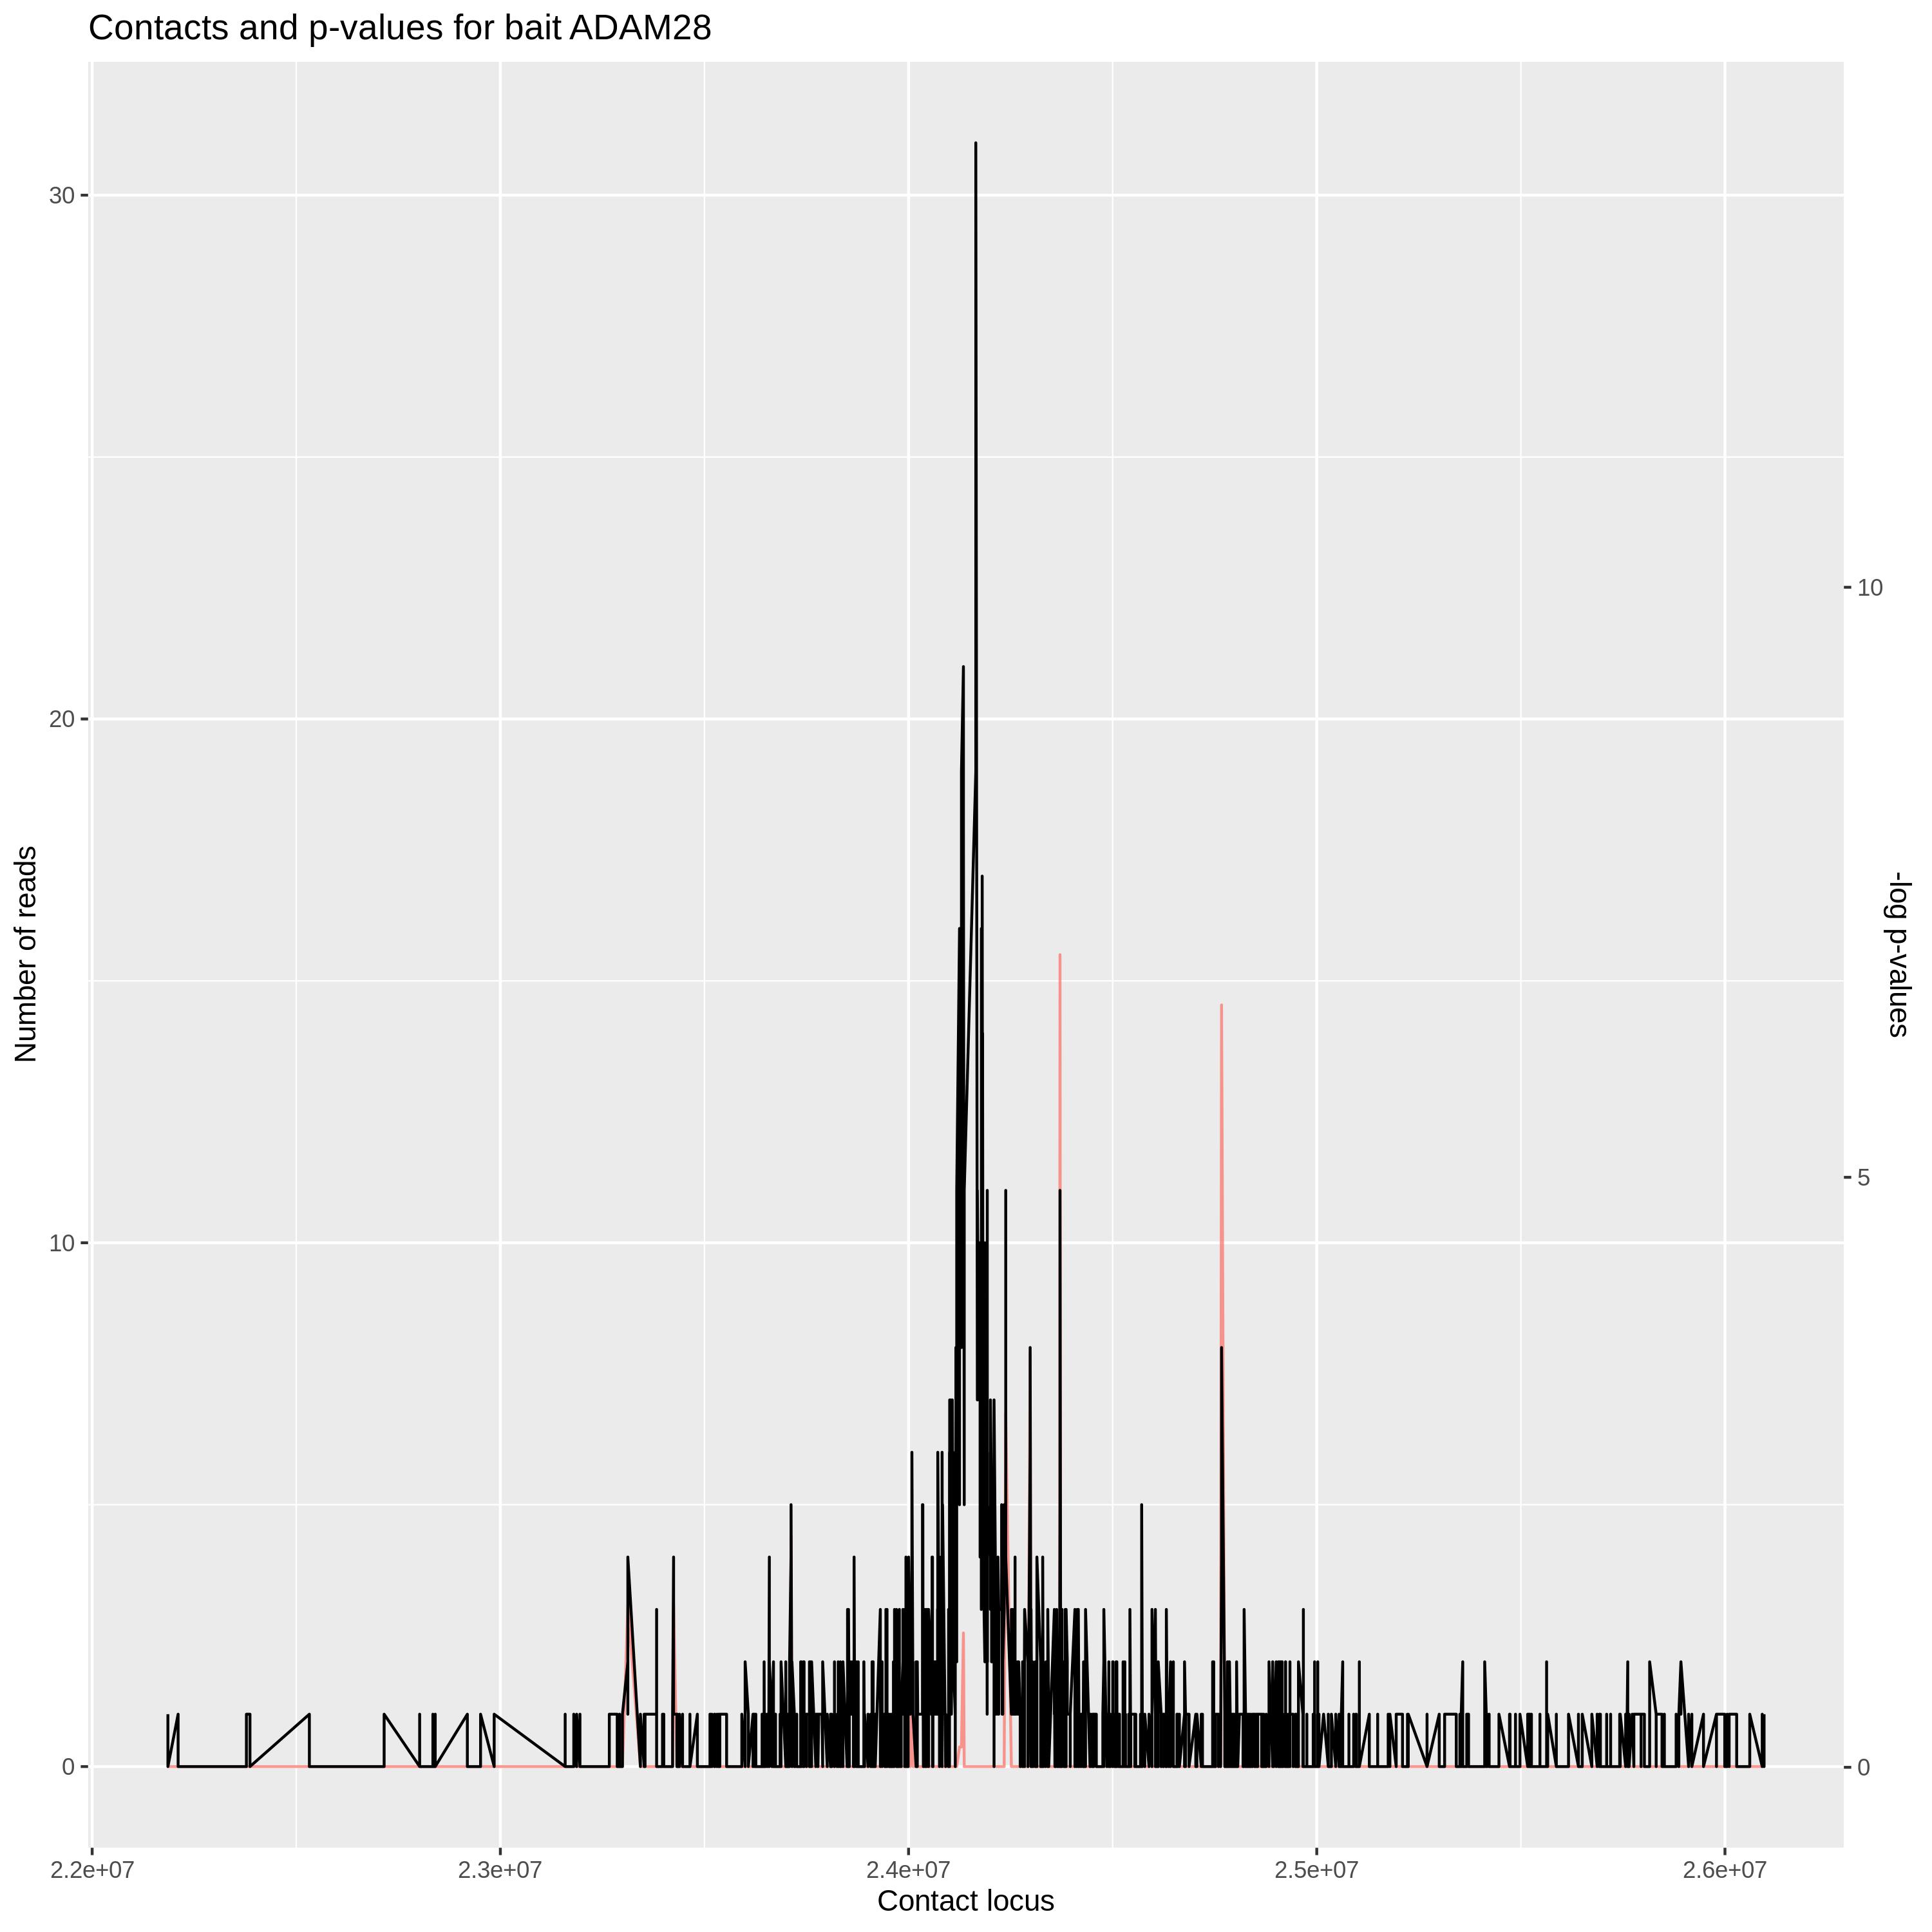 Contacts and p-values for bait ADAM28
30
20
10
0
Number of reads
10
5
0
-log p-values
2.2e+07 2.3e+07 2.4e+07 2.5e+07 2.6e+07
Contact locus